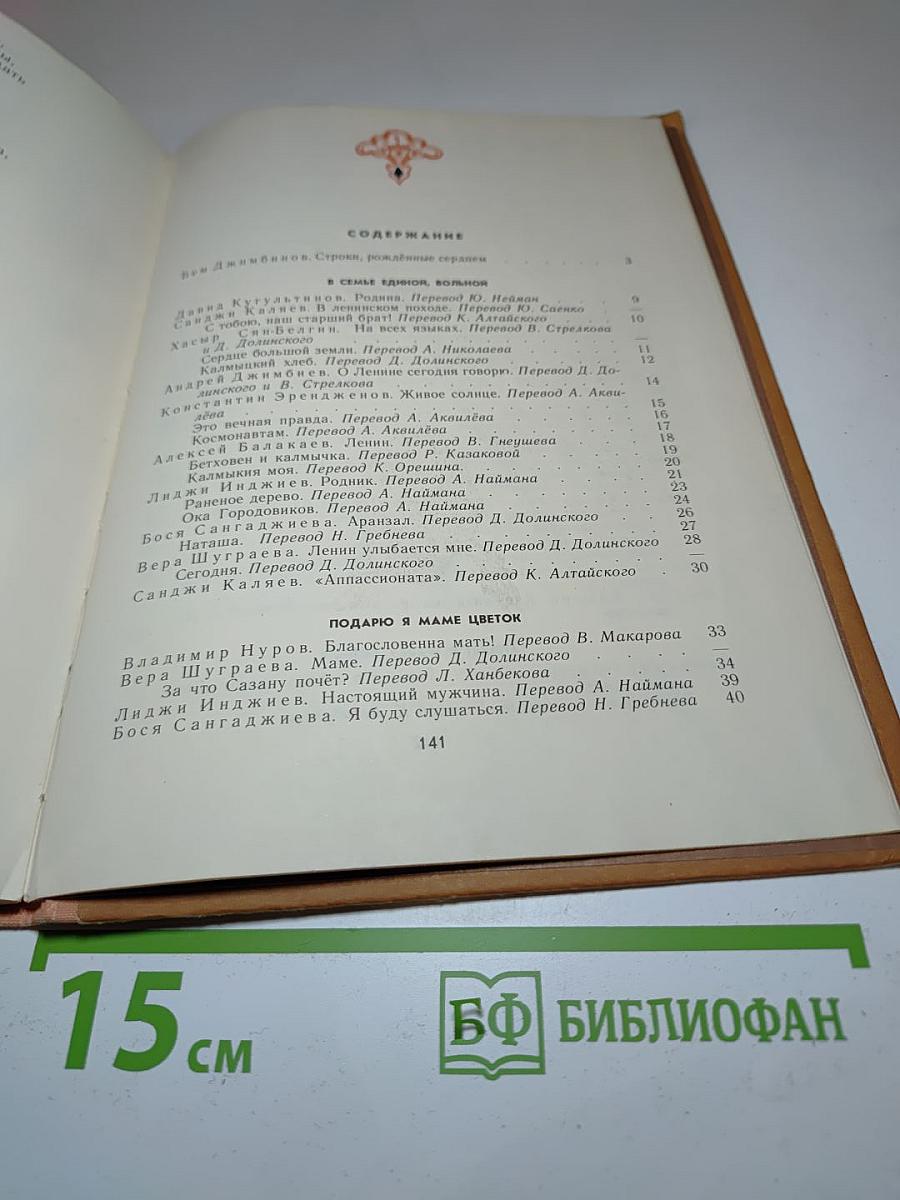 СОДЕРЖАНИЕ
Бем Джимбинов. Строки, рождённые сердцем . . . . . . 3
В СЕМЬЕ ЕДИНОЙ, ВОЛЬНОЙ
Давид Кугультинов. Родина. Перевод Ю. Нейман . . . 9
Санджи Каляев. В ленинском походе. Перевод Ю. Саенко . —
С тобою, наш старший брат! Перевод К. Алтайского . . . 10
Хасыр Сян-Белгин. На всех языках. Перевод В. Стрелкова
и Д. Долинского . . . —
Сердце большой земли. Перевод А. Николаева . . . 11
Калмыцкий хлеб. Перевод Д. Долинского . . . 12
Андрей Джимбиев. О Ленине сегодня говорю. Перевод Д. До-
линского и В. Стрелкова . . . 14
Константин Эрендженов. Живое солнце. Перевод А. Акви-
лёва . . . 15
Это вечная правда. Перевод А. Аквилёва . . . 16
Космонавтам. Перевод А. Аквилёва . . . 17
Алексей Балакаев. Ленин. Перевод В. Гнеушева . . . 18
Бетховен и калмычка. Перевод Р. Казаковой . . . 19
Калмыкия моя. Перевод К. Орешина. . . . 20
Лиджи Инджиев. Родник. Перевод А. Наймана . . . 21
Раненое дерево. Перевод А. Наймана . . . 23
Ока Городовиков. Перевод А. Наймана . . . 24
Бося Сангаджиева. Аранзал. Перевод Д. Долинского . . 26
Наташа. Перевод Н. Гребнева . . . 27
Вера Шуграева. Ленин улыбается мне. Перевод Д. Долинского 28
Сегодня. Перевод Д. Долинского . . . —
Санджи Каляев. «Аппассионата». Перевод К. Алтайского . 30
ПОДАРЮ Я МАМЕ ЦВЕТОК
Владимир Нуров. Благословенна мать! Перевод В. Макарова 33
Вера Шуграева. Маме. Перевод Д. Долинского . . . . —
За что Сазану почёт? Перевод Л. Ханбекова . . . 34
Лиджи Инджиев. Настоящий мужчина. Перевод А. Наймана 39
Бося Сангаджиева. Я буду слушаться. Перевод Н. Гребнева 40
141
15 см
БФ БИБЛИОФАН